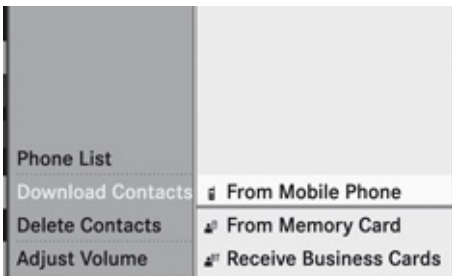 Phone List
Download Contacts
Delete Contacts
Adjust Volume
From Mobile Phone
From Memory Card
Receive Business Cards